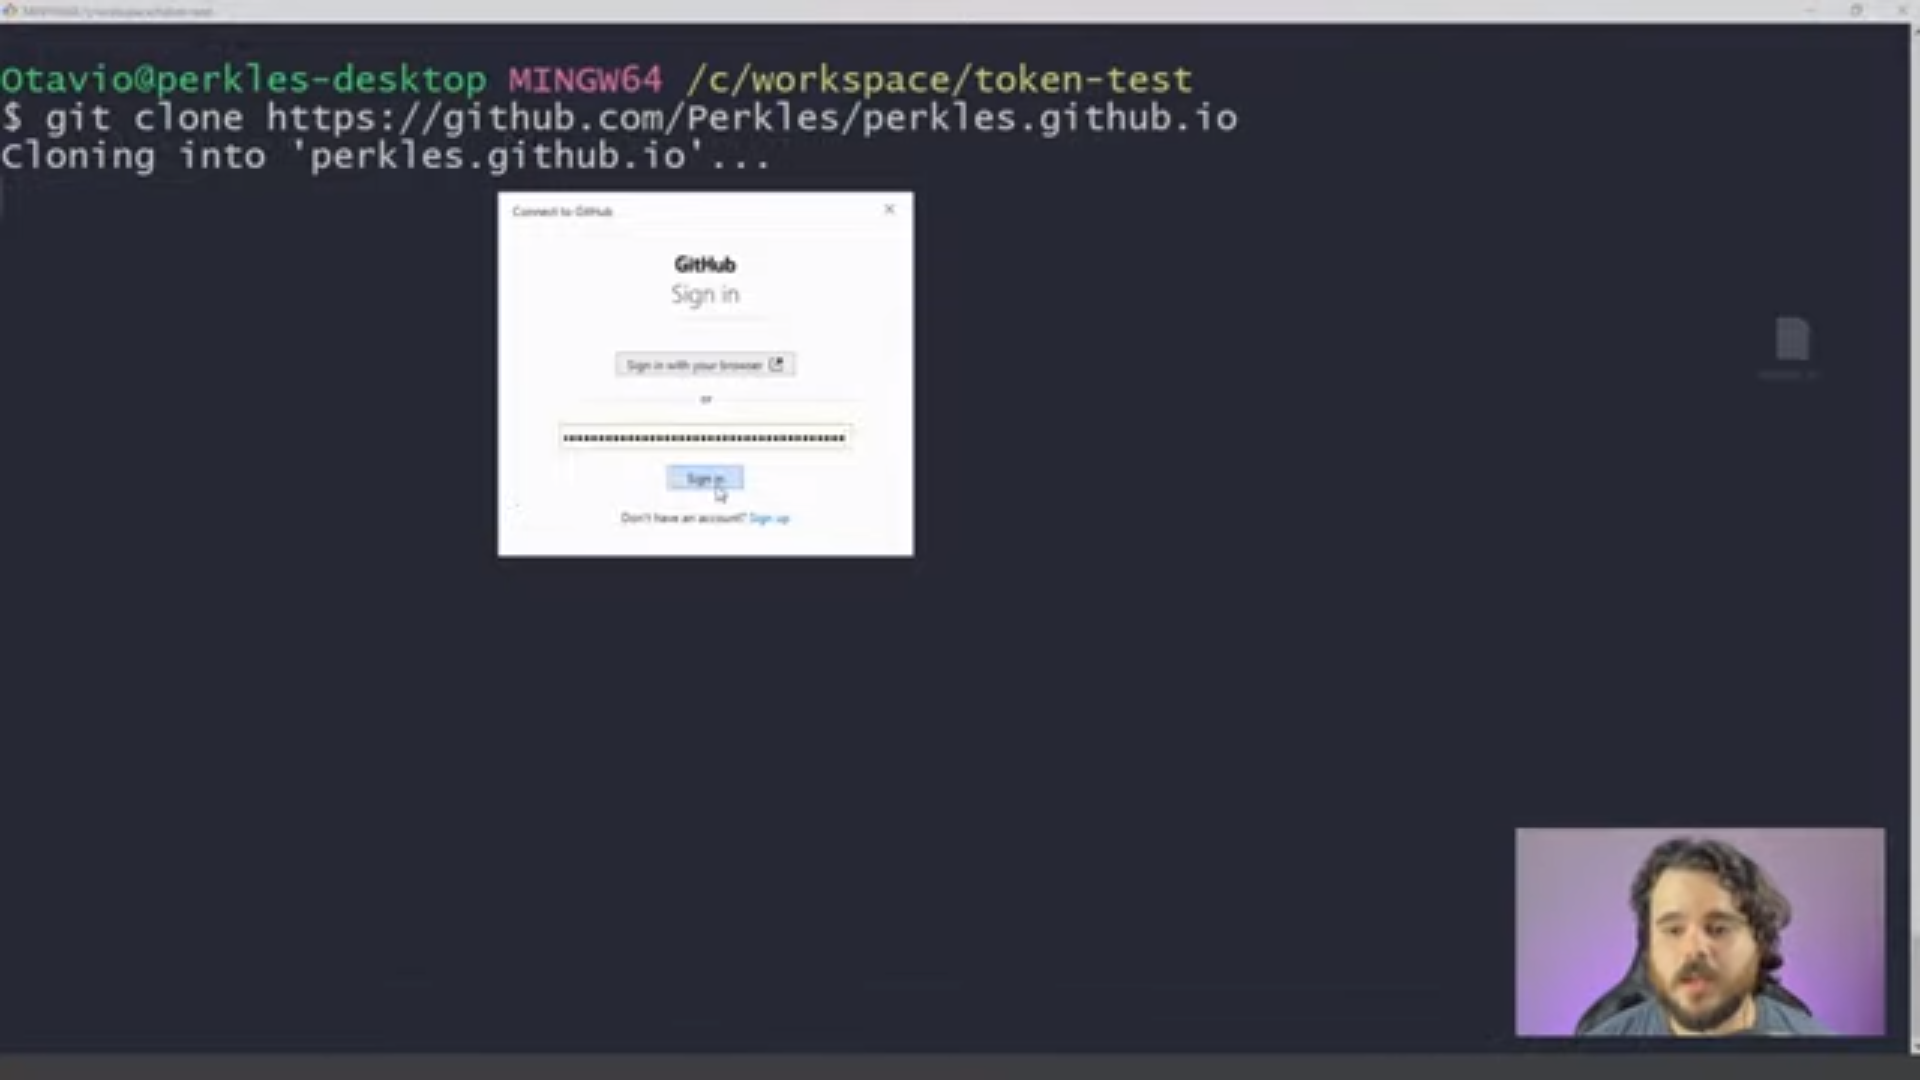 Otavio@perkles-desktop MINGW64 /c/workspace/token-test
$ git clone https://github.com/Perkles/perkles.github.io
Cloning into 'perkles.github.io'...
Connect to GitHub
GitHub
Sign in
Sign in with your browser
or
Sign in
Don't have an account? Sign up